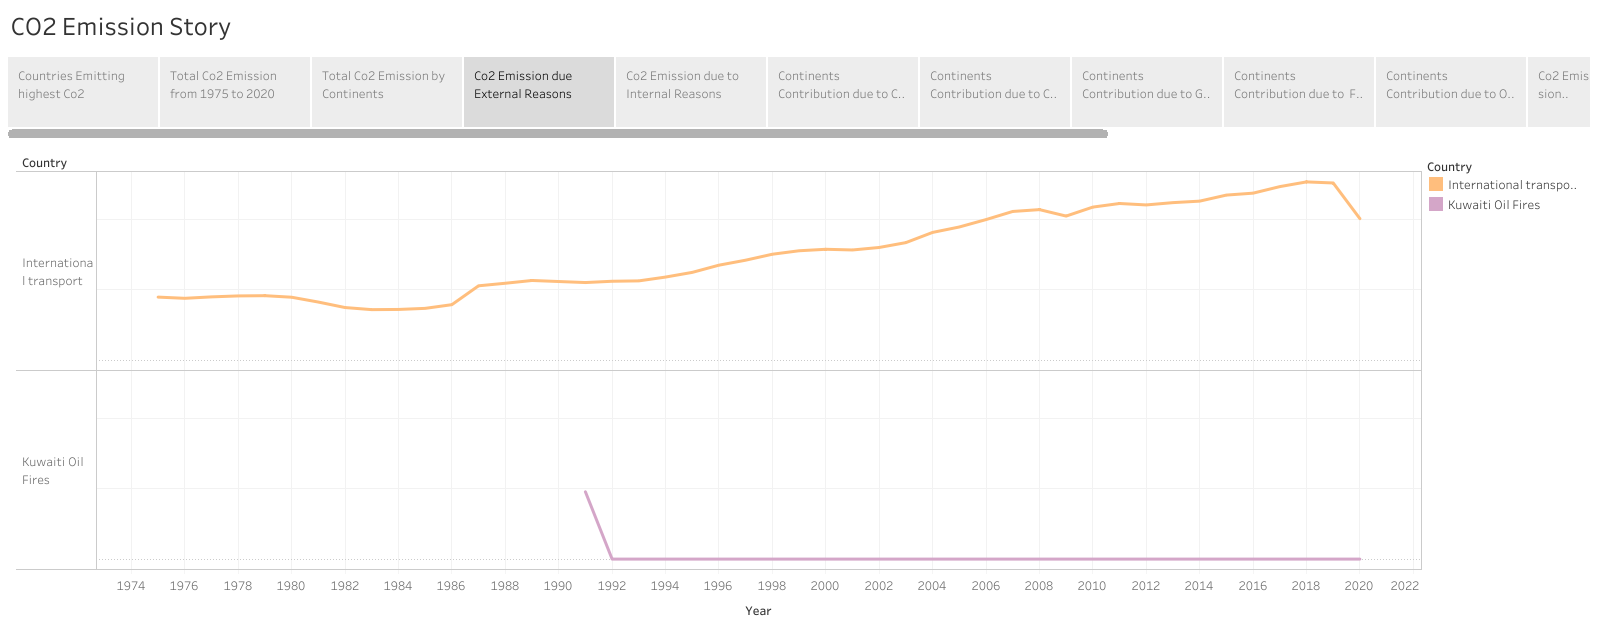 CO2 Emission Story
Countries Emitting
highest Co2
Total Co2 Emission
from 1975 to 2020
Total Co2 Emission by
Continents
Co2 Emission due
External Reasons
Co2 Emission due to
Internal Reasons
Continents
Contribution due to C..
Continents
Contribution due to C..
Continents
Contribution due to G..
Continents
Contribution due to F..
Continents
Contribution due to O..
Co2 Emis
sion..
Country
Internationa
l transport
Kuwaiti Oil
Fires
1974 1976 1978 1980 1982 1984 1986 1988 1990 1992 1994 1996 1998 2000 2002 2004 2006 2008 2010 2012 2014 2016 2018 2020 2022
Year
Country
International transpo..
Kuwaiti Oil Fires